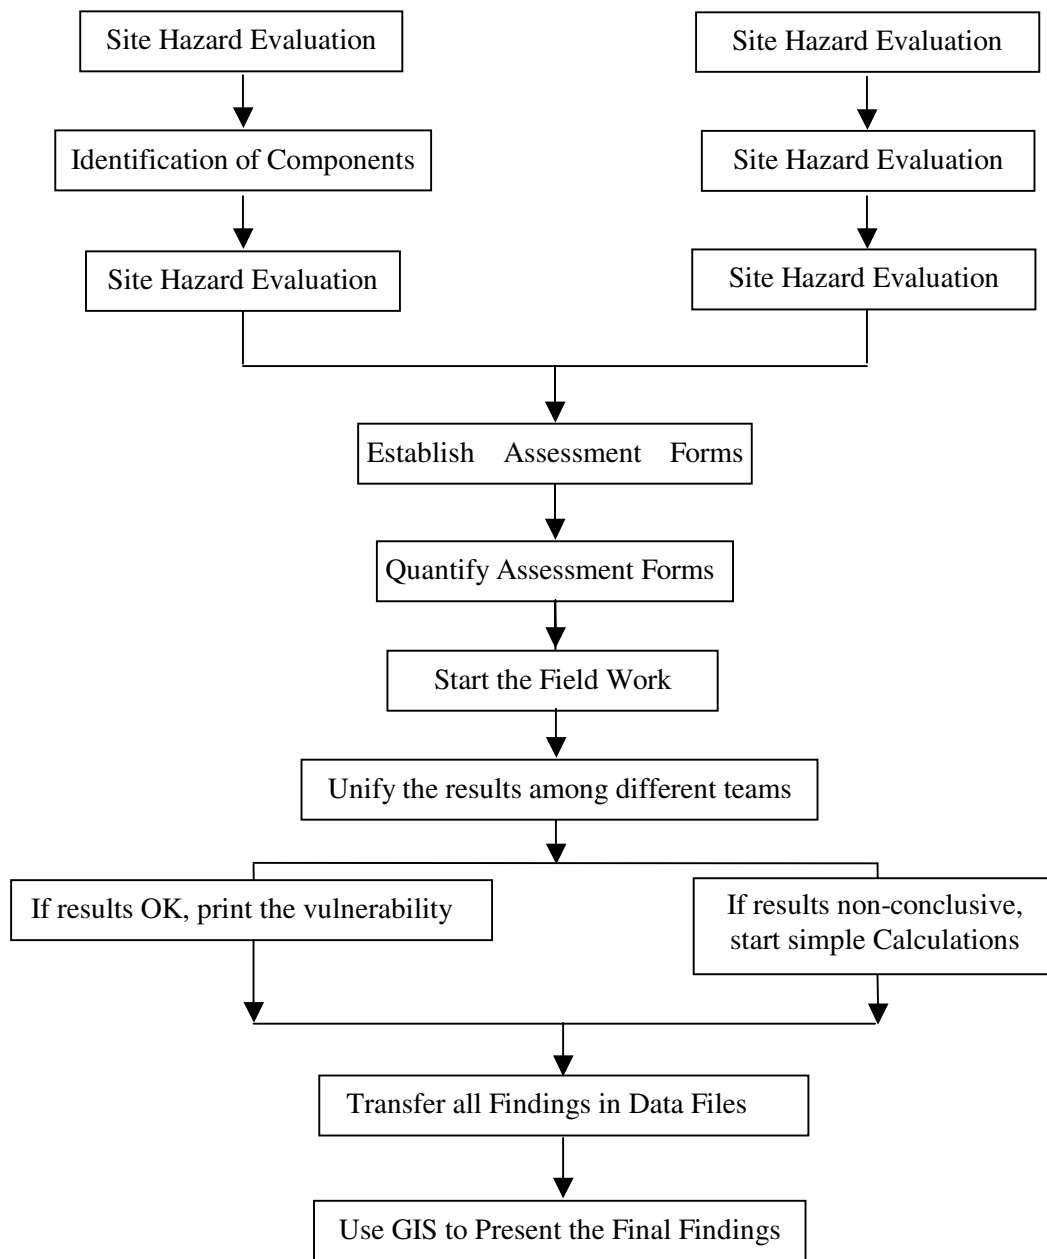 Site Hazard Evaluation
Site Hazard Evaluation
Identification of Components
Site Hazard Evaluation
Site Hazard Evaluation
Site Hazard Evaluation
Establish Assessment Forms
Quantify Assessment Forms
Start the Field Work
Unify the results among different teams
If results OK, print the vulnerability
If results non-conclusive,
start simple Calculations
Transfer all Findings in Data Files
Use GIS to Present the Final Findings